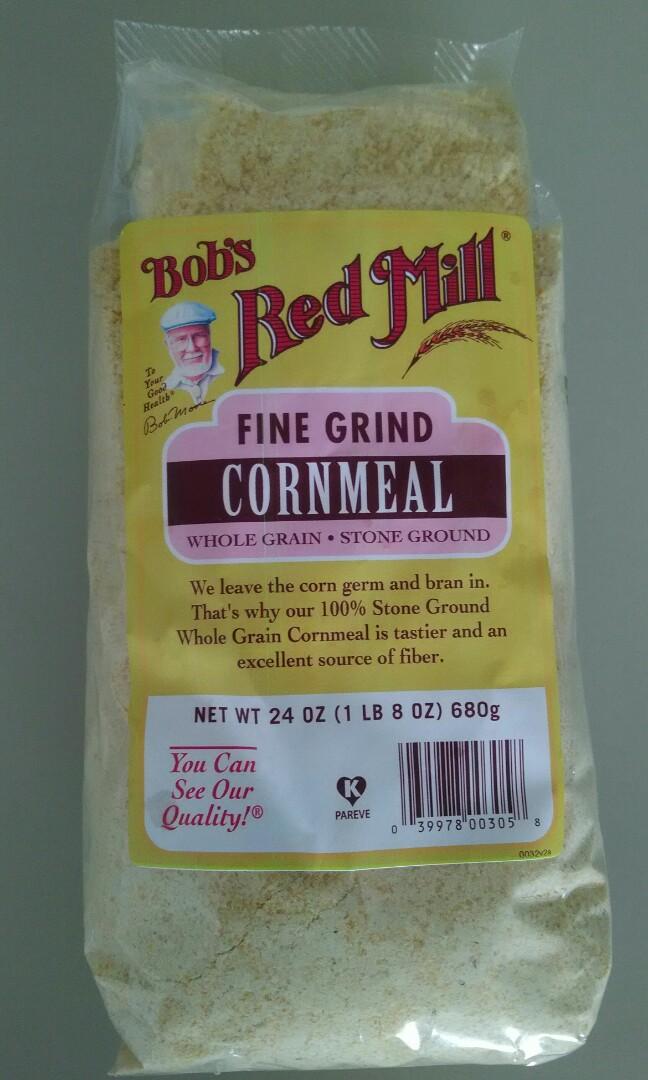 Bob's
Red Mill®
To
Your
Good
Health®
Bob Moore
FINE GRIND
CORNMEAL
WHOLE GRAIN • STONE GROUND
We leave the corn germ and bran in.
That's why our 100% Stone Ground
Whole Grain Cornmeal is tastier and an
excellent source of fiber.
NET WT 24 OZ (1 LB 8 OZ) 680g
You Can
See Our
Quality!®
K
PAREVE
0 39978 00305 8